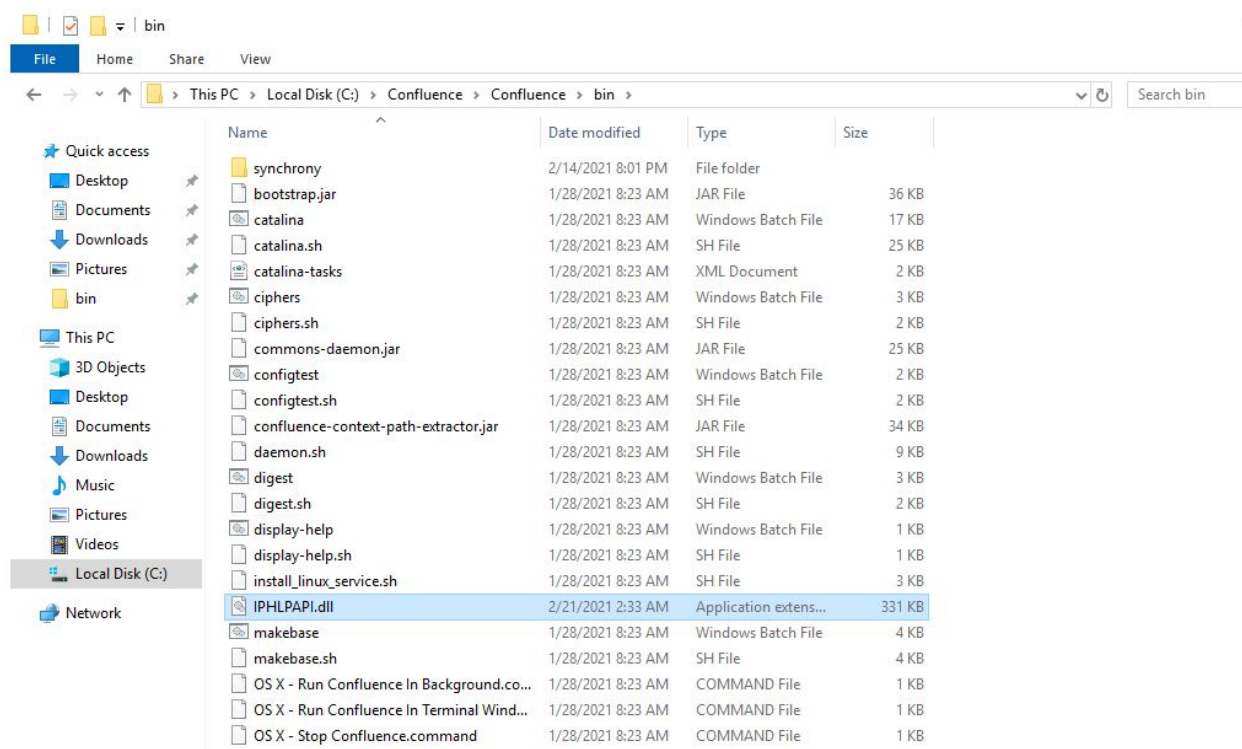 bin
File Home Share View
This PC > Local Disk (C:) > Confluence > Confluence > bin > Search bin
Name Date modified Type Size
Quick access
Desktop
Documents
Downloads
Pictures
bin
This PC
3D Objects
Desktop
Documents
Downloads
Music
Pictures
Videos
Local Disk (C:)
Network
synchrony 2/14/2021 8:01 PM File folder
bootstrap.jar 1/28/2021 8:23 AM JAR File 36 KB
catalina 1/28/2021 8:23 AM Windows Batch File 17 KB
catalina.sh 1/28/2021 8:23 AM SH File 25 KB
catalina-tasks 1/28/2021 8:23 AM XML Document 2 KB
ciphers 1/28/2021 8:23 AM Windows Batch File 3 KB
ciphers.sh 1/28/2021 8:23 AM SH File 2 KB
commons-daemon.jar 1/28/2021 8:23 AM JAR File 25 KB
configtest 1/28/2021 8:23 AM Windows Batch File 2 KB
configtest.sh 1/28/2021 8:23 AM SH File 2 KB
confluence-context-path-extractor.jar 1/28/2021 8:23 AM JAR File 34 KB
daemon.sh 1/28/2021 8:23 AM SH File 9 KB
digest 1/28/2021 8:23 AM Windows Batch File 3 KB
digest.sh 1/28/2021 8:23 AM SH File 2 KB
display-help 1/28/2021 8:23 AM Windows Batch File 1 KB
display-help.sh 1/28/2021 8:23 AM SH File 1 KB
install_linux_service.sh 1/28/2021 8:23 AM SH File 3 KB
IPHLPAPI.dll 2/21/2021 2:33 AM Application extens... 331 KB
makebase 1/28/2021 8:23 AM Windows Batch File 4 KB
makebase.sh 1/28/2021 8:23 AM SH File 4 KB
OS X - Run Confluence In Background.co... 1/28/2021 8:23 AM COMMAND File 1 KB
OS X - Run Confluence In Terminal Wind... 1/28/2021 8:23 AM COMMAND File 1 KB
OS X - Stop Confluence.command 1/28/2021 8:23 AM COMMAND File 1 KB